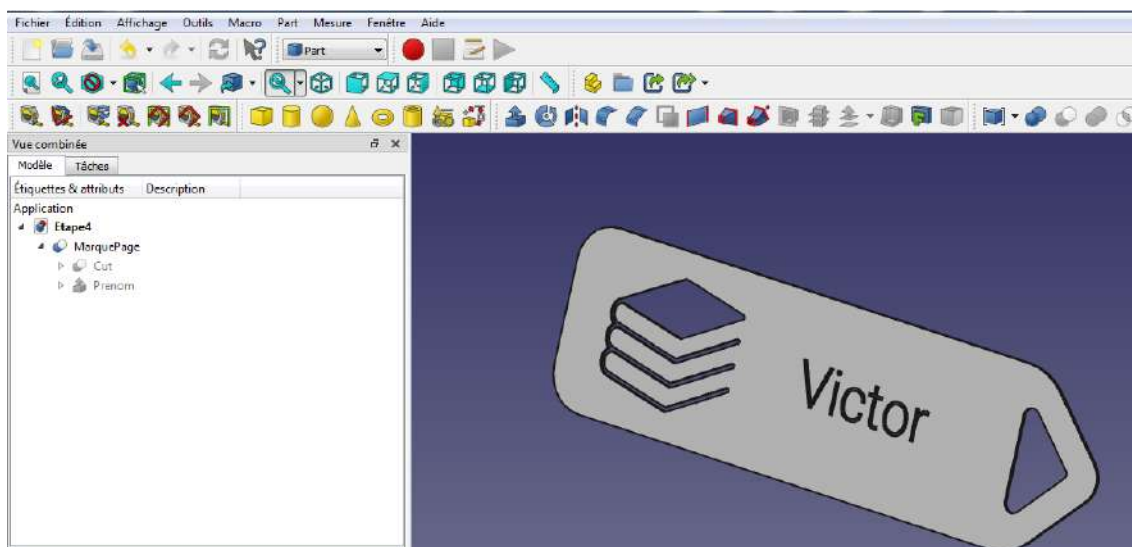 Fichier Édition Affichage Outils Macro Part Mesure Fenêtre Aide
Part
Vue combinée
Modèle Tâches
Étiquettes & attributs Description
Application
Etape4
MarquePage
Cut
Prenom
Victor